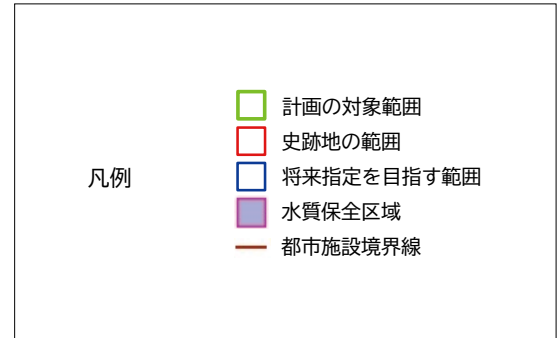 凡例
計画の対象範囲
史跡地の範囲
将来指定を目指す範囲
水質保全区域
都市施設境界線